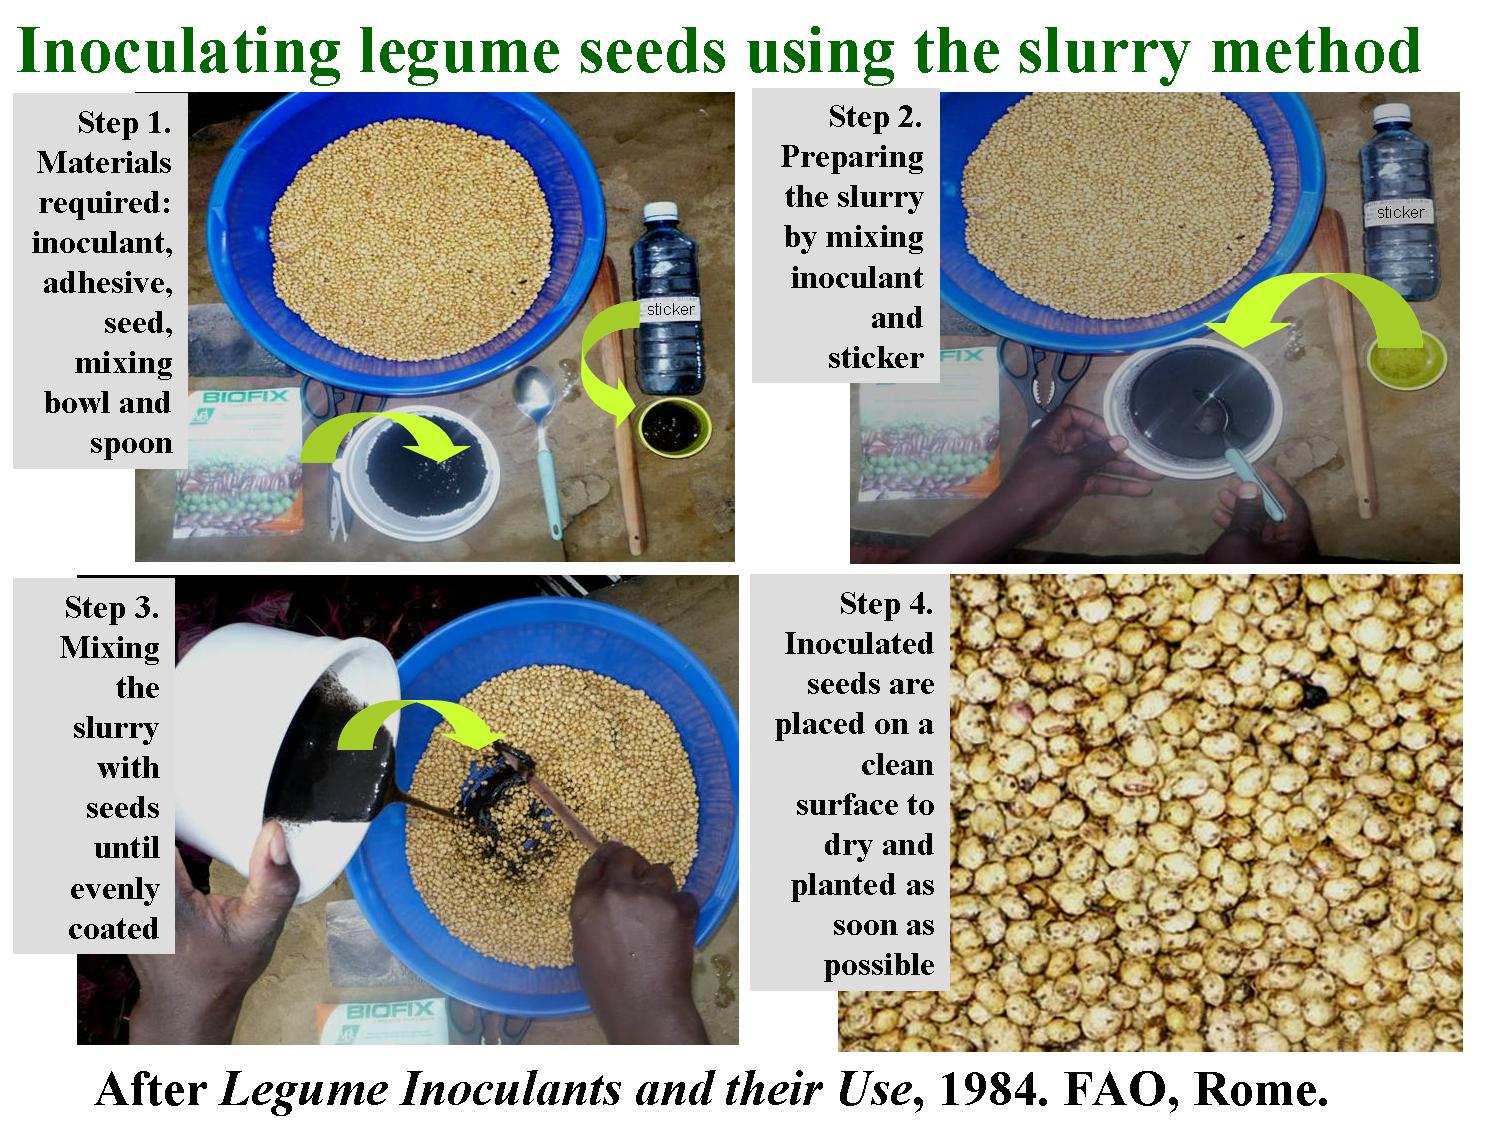 Inoculating legume seeds using the slurry method
Step 1.
Materials
required:
inoculant,
adhesive,
seed,
mixing
bowl and
spoon
sticker
BIOFIX
Step 2.
Preparing
the slurry
by mixing
inoculant
and
sticker
sticker
FIX
Step 3.
Mixing
the
slurry
with
seeds
until
evenly
coated
BIOFIX
Step 4.
Inoculated
seeds are
placed on a
clean
surface to
dry and
planted as
soon as
possible
After Legume Inoculants and their Use, 1984. FAO, Rome.